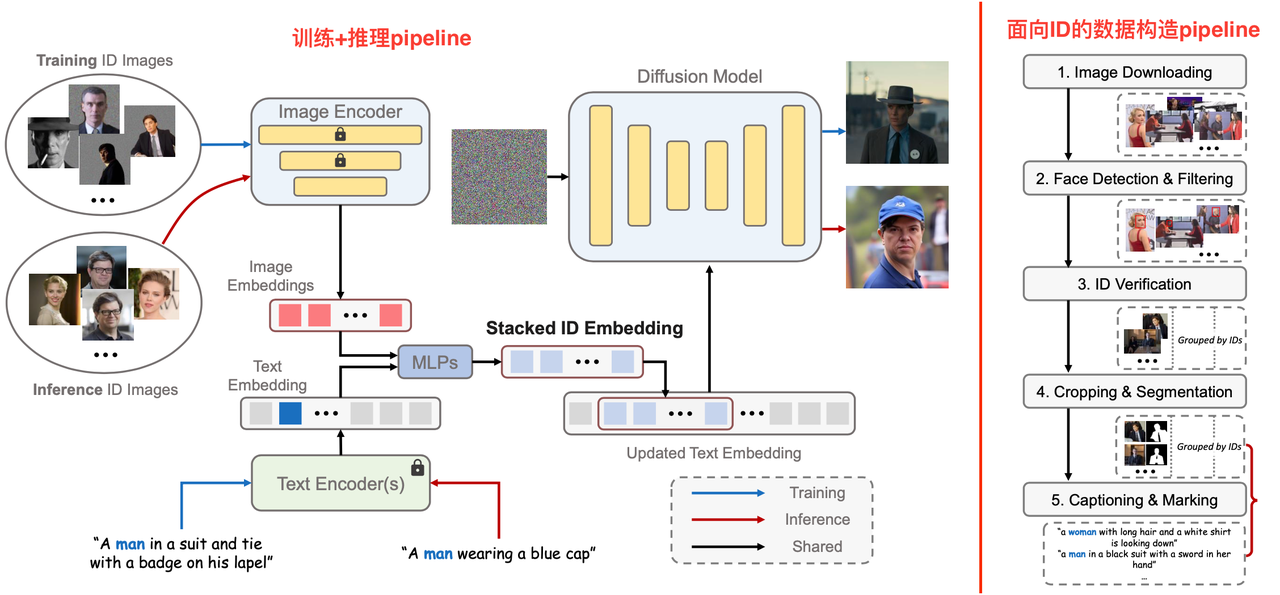 训练+推理pipeline
Training ID Images
Image Encoder
Diffusion Model
Image
Embeddings
Stacked ID Embedding
MLPs
Text
Embedding
Inference ID Images
Updated Text Embedding
Text Encoder(s)
“A man in a suit and tie
with a badge on his lapel”
“A man wearing a blue cap”
Training
Inference
Shared
面向ID的数据构造pipeline
1. Image Downloading
2. Face Detection & Filtering
3. ID Verification
Grouped by IDs
4. Cropping & Segmentation
Grouped by IDs
5. Captioning & Marking
“a woman with long hair and a white shirt
is looking down”
“a man in a black suit with a sword in her
hand”
...